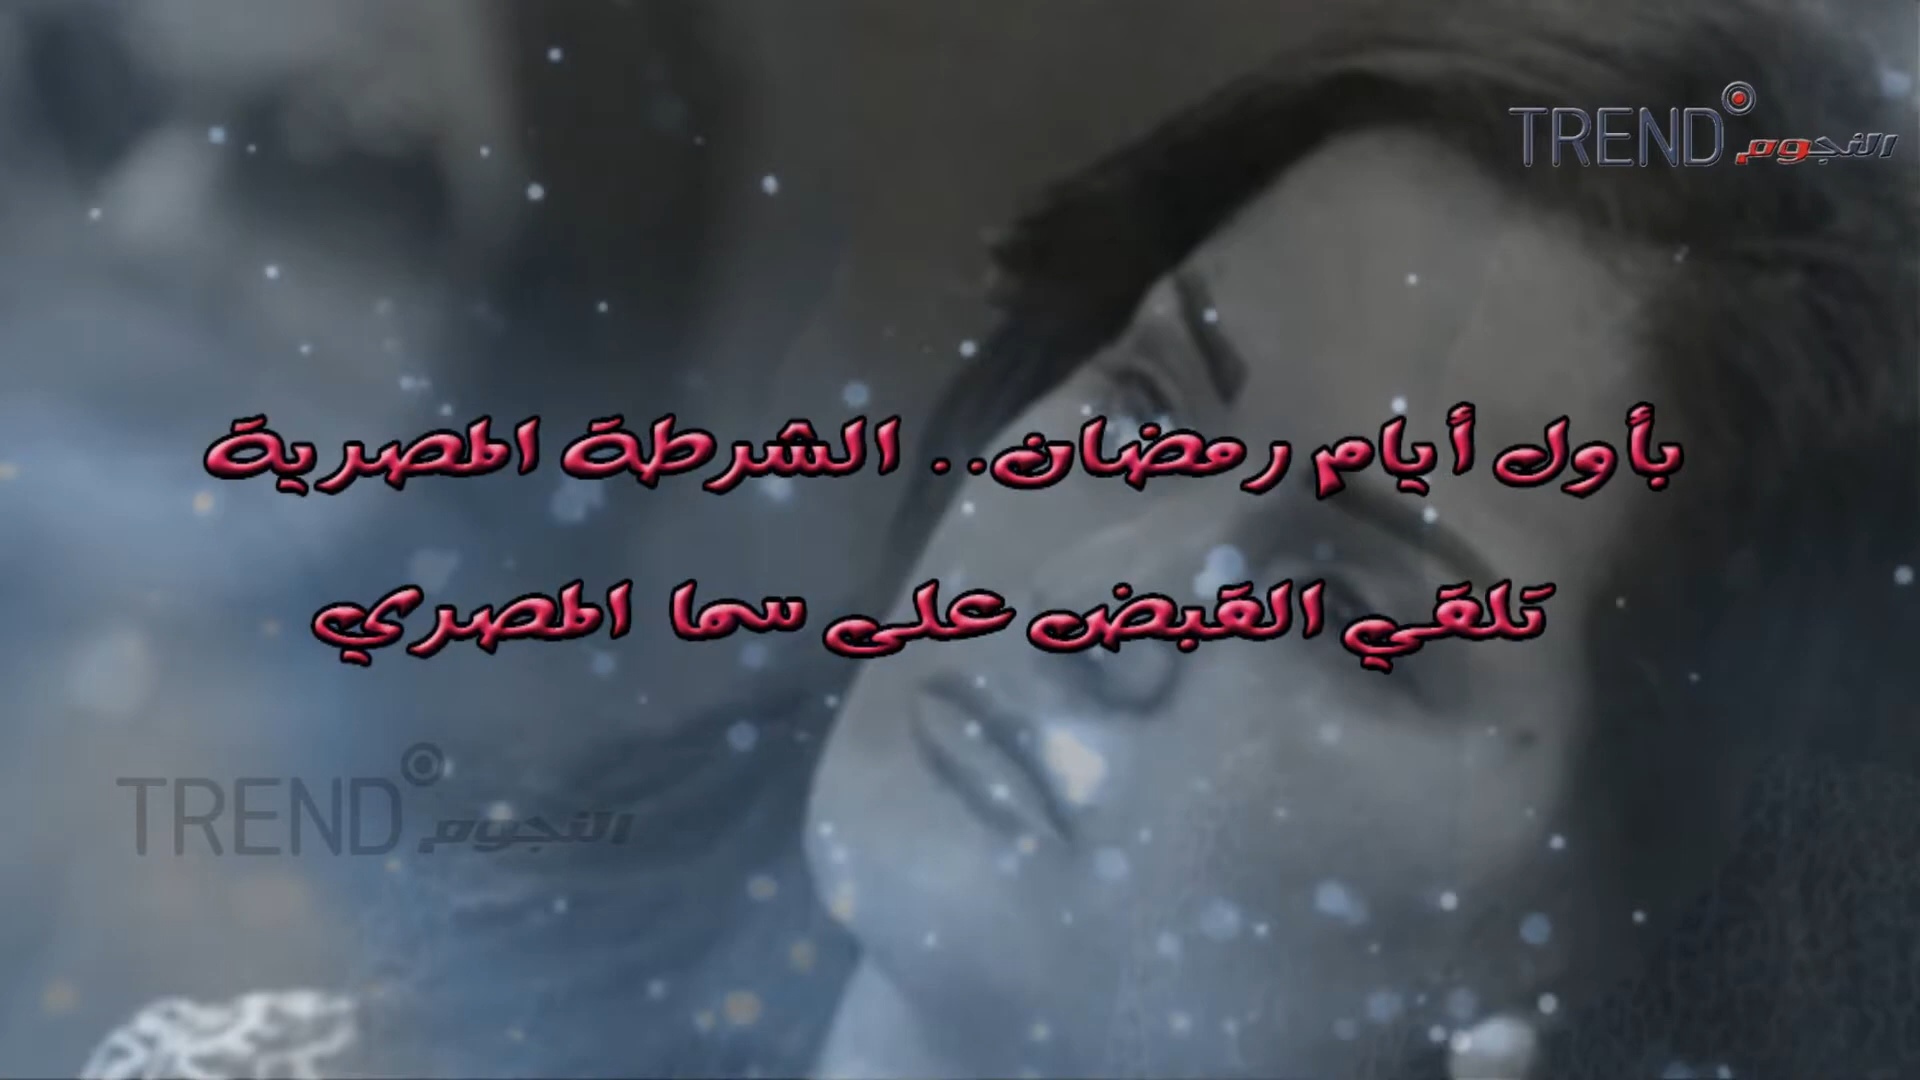 TREND النجوم
بأول أيام رمضان.. الشرطة المصرية
تلقي القبض على سما المصري
TREND النجوم